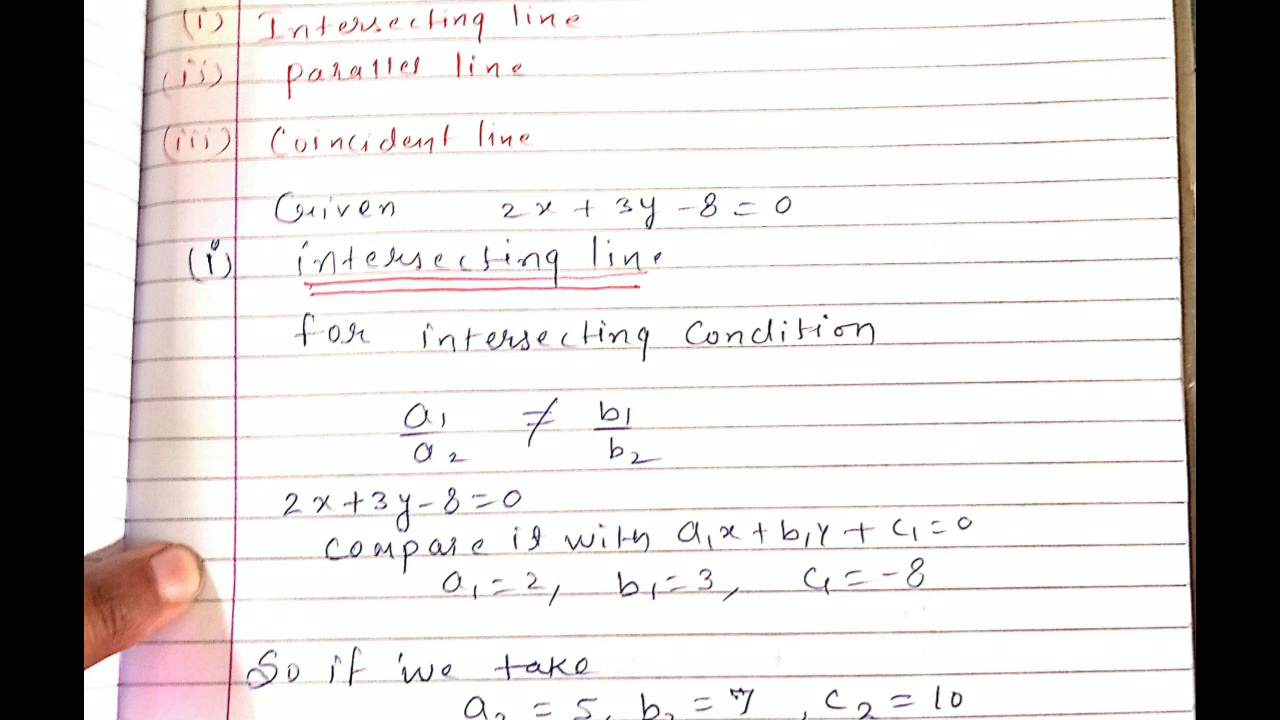 (i) Intersecting line
(ii) parallel line
(iii) Coincident line
Given 2x + 3y - 8 = 0
(i) intersecting line
for intersecting Condition
a₁/a₂ ≠ b₁/b₂
2x+3y-8=0
Compare it with a₁x + b₁y + c₁ = 0
a₁ = 2, b₁ = 3, c₁ = -8
So if we take
a₂ = 5, b₂ = 7, c₂ = 10